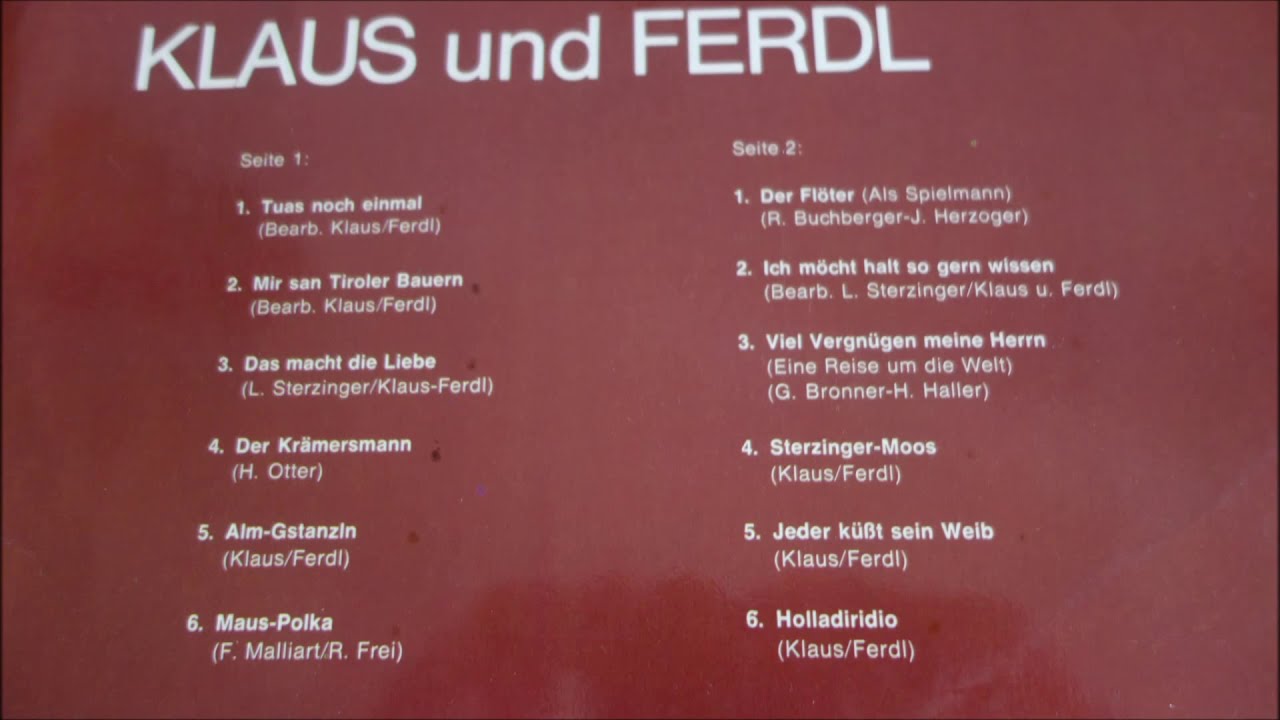 KLAUS und FERDL
Seite 1:
1. Tuas noch einmal
(Bearb. Klaus/Ferdl)
2. Mir san Tiroler Bauern
(Bearb. Klaus/Ferdl)
3. Das macht die Liebe
(L. Sterzinger/Klaus-Ferdl)
4. Der Krämersmann
(H. Otter)
5. Alm-Gstanzln
(Klaus/Ferdl)
6. Maus-Polka
(F. Malliart/R. Frei)
Seite 2:
1. Der Flöter (Als Spielmann)
(R. Buchberger-J. Herzoger)
2. Ich möcht halt so gern wissen
(Bearb. L. Sterzinger/Klaus u. Ferdl)
3. Viel Vergnügen meine Herrn
(Eine Reise um die Welt)
(G. Bronner-H. Haller)
4. Sterzinger-Moos
(Klaus/Ferdl)
5. Jeder küßt sein Weib
(Klaus/Ferdl)
6. Holladiridio
(Klaus/Ferdl)